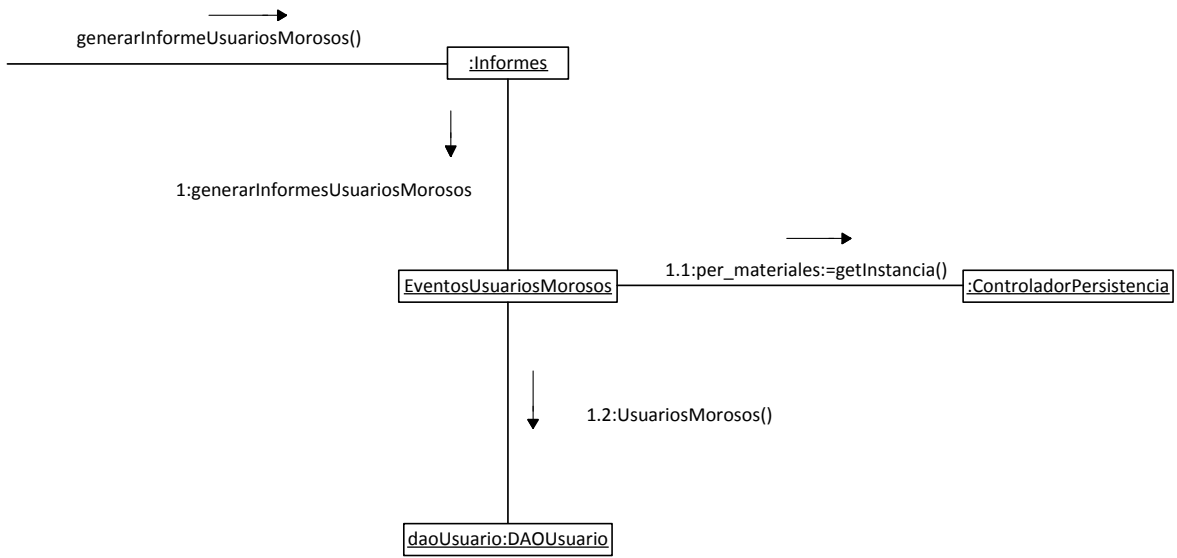 generarInformeUsuariosMorosos()
:Informes
1:generarInformesUsuariosMorosos
1.1:per_materiales:=getInstancia()
EventosUsuariosMorosos
:ControladorPersistencia
1.2:UsuariosMorosos()
daoUsuario:DAOUsuario